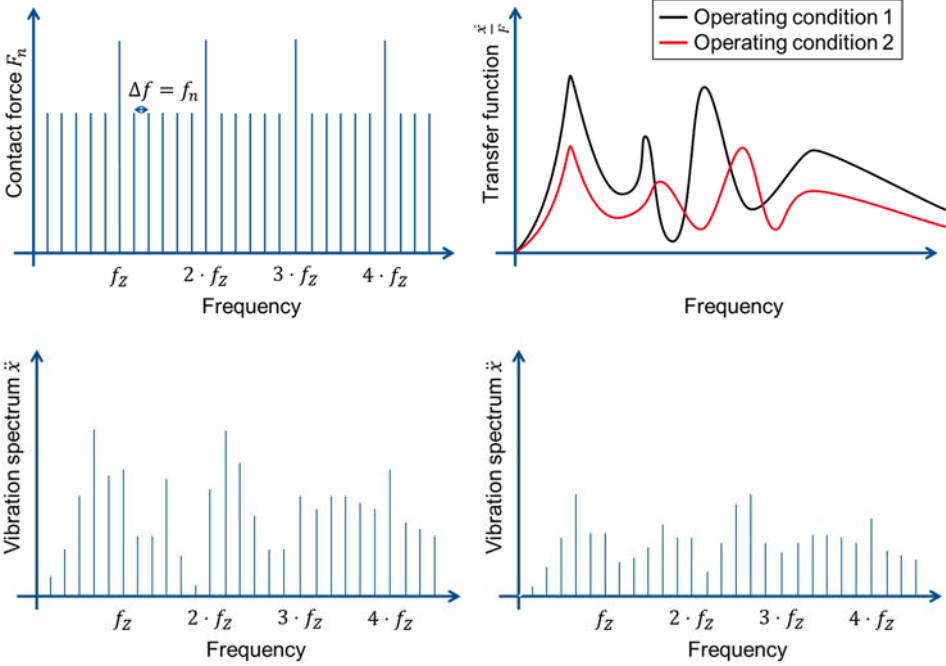 Contact force Fₙ
Δf = fₙ
f_Z
2 · f_Z
3 · f_Z
4 · f_Z
Frequency
Transfer function ẍ/F
Operating condition 1
Operating condition 2
Frequency
Vibration spectrum ẍ
f_Z
2 · f_Z
3 · f_Z
4 · f_Z
Frequency
Vibration spectrum ẍ
f_Z
2 · f_Z
3 · f_Z
4 · f_Z
Frequency